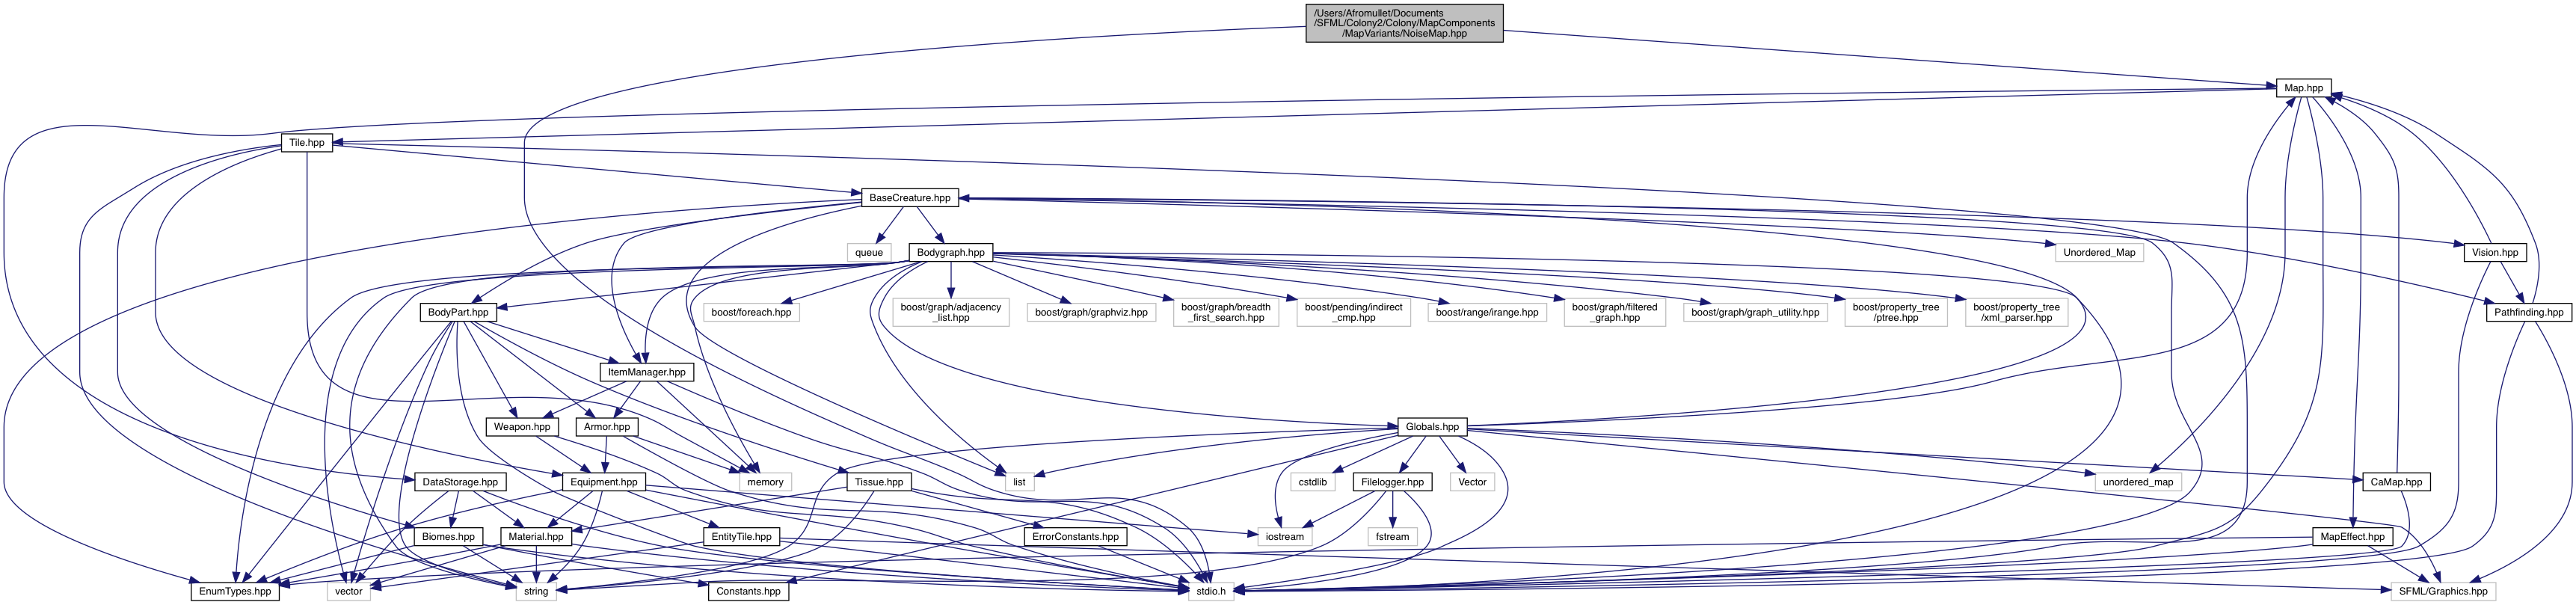 /Users/Afromullet/Documents
/SFML/Colony2/Colony/MapComponents
/MapVariants/NoiseMap.hpp
Map.hpp
Tile.hpp
BaseCreature.hpp
queue
Bodygraph.hpp
Unordered_Map
Vision.hpp
BodyPart.hpp
boost/foreach.hpp
boost/graph/adjacency
_list.hpp
boost/graph/graphviz.hpp
boost/graph/breadth
_first_search.hpp
boost/pending/indirect
_cmp.hpp
boost/range/irange.hpp
boost/graph/filtered
_graph.hpp
boost/graph/graph_utility.hpp
boost/property_tree
/ptree.hpp
boost/property_tree
/xml_parser.hpp
Pathfinding.hpp
ItemManager.hpp
Weapon.hpp
Armor.hpp
Globals.hpp
DataStorage.hpp
Equipment.hpp
memory
Tissue.hpp
list
cstdlib
Filelogger.hpp
Vector
unordered_map
CaMap.hpp
Biomes.hpp
Material.hpp
EntityTile.hpp
ErrorConstants.hpp
iostream
fstream
MapEffect.hpp
EnumTypes.hpp
vector
string
Constants.hpp
stdio.h
SFML/Graphics.hpp